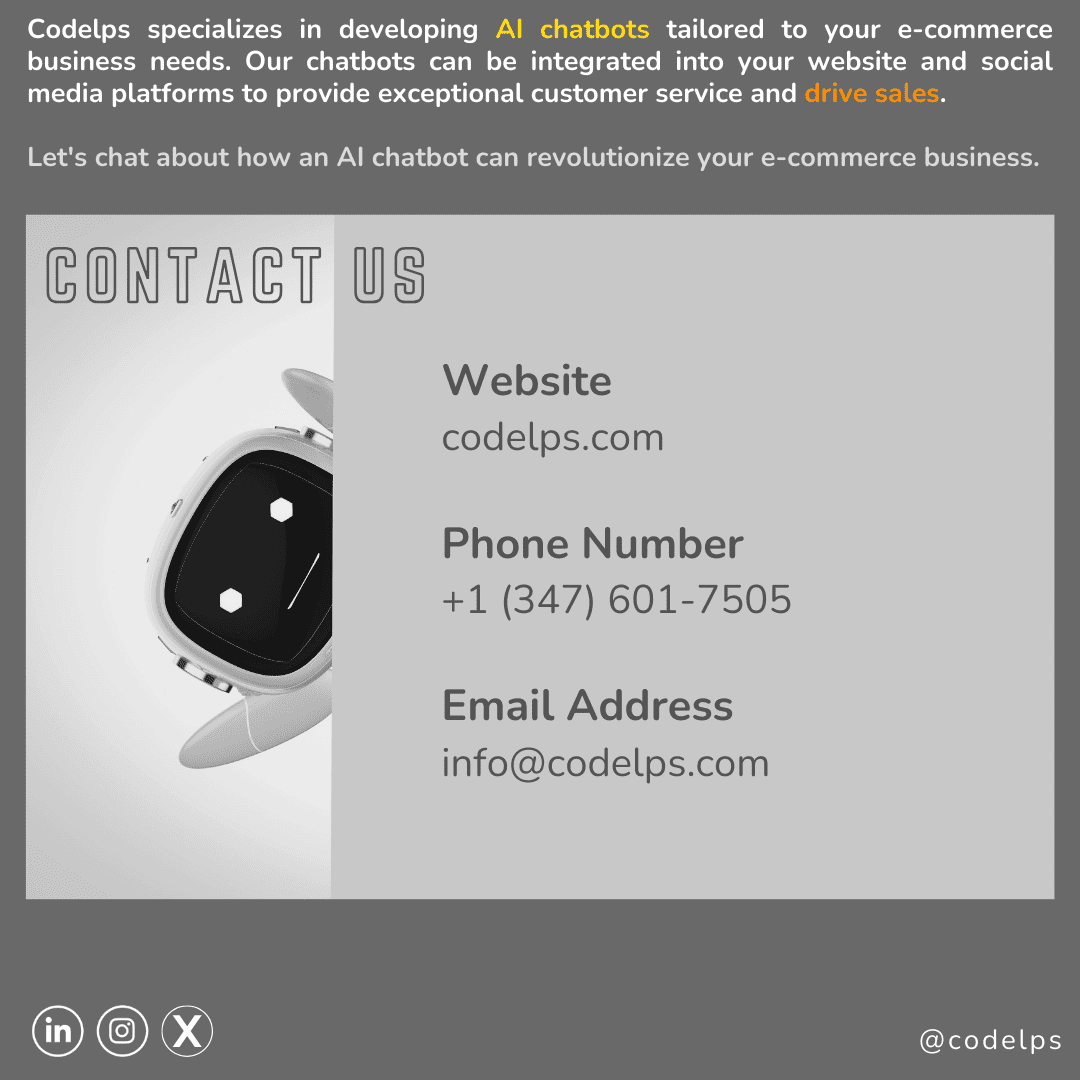 Codelps specializes in developing AI chatbots tailored to your e-commerce
business needs. Our chatbots can be integrated into your website and social
media platforms to provide exceptional customer service and drive sales.
Let's chat about how an AI chatbot can revolutionize your e-commerce business.
CONTACT US
Website
codelps.com
Phone Number
+1 (347) 601-7505
Email Address
info@codelps.com
in
X
@codelps